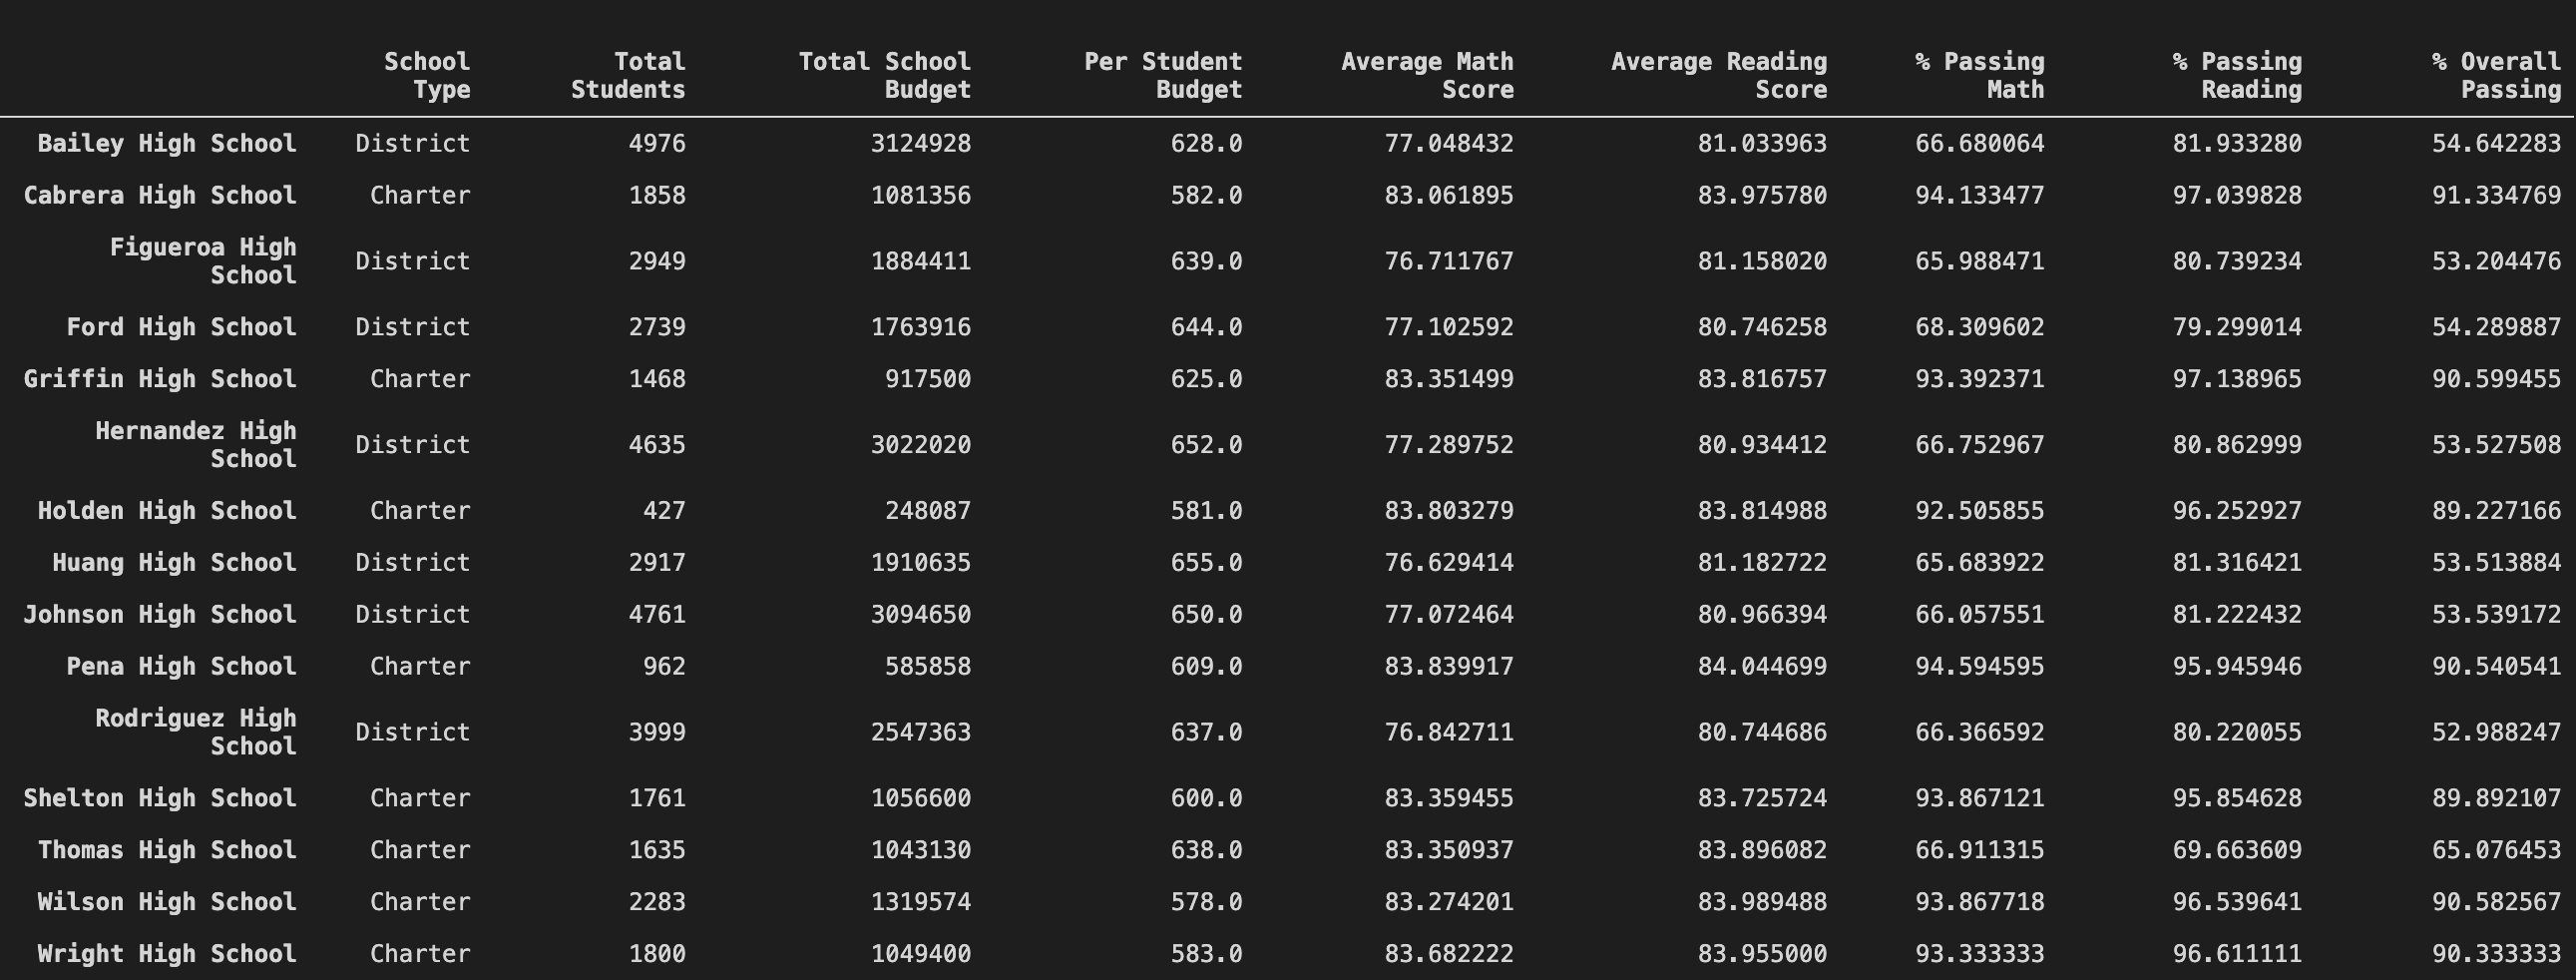 School Total Total School Per Student Average Math Average Reading % Passing % Passing % Overall
Type Students Budget Budget Score Score Math Reading Passing
Bailey High School District 4976 3124928 628.0 77.048432 81.033963 66.680064 81.933280 54.642283
Cabrera High School Charter 1858 1081356 582.0 83.061895 83.975780 94.133477 97.039828 91.334769
Figueroa High
School District 2949 1884411 639.0 76.711767 81.158020 65.988471 80.739234 53.204476
Ford High School District 2739 1763916 644.0 77.102592 80.746258 68.309602 79.299014 54.289887
Griffin High School Charter 1468 917500 625.0 83.351499 83.816757 93.392371 97.138965 90.599455
Hernandez High
School District 4635 3022020 652.0 77.289752 80.934412 66.752967 80.862999 53.527508
Holden High School Charter 427 248087 581.0 83.803279 83.814988 92.505855 96.252927 89.227166
Huang High School District 2917 1910635 655.0 76.629414 81.182722 65.683922 81.316421 53.513884
Johnson High School District 4761 3094650 650.0 77.072464 80.966394 66.057551 81.222432 53.539172
Pena High School Charter 962 585858 609.0 83.839917 84.044699 94.594595 95.945946 90.540541
Rodriguez High
School District 3999 2547363 637.0 76.842711 80.744686 66.366592 80.220055 52.988247
Shelton High School Charter 1761 1056600 600.0 83.359455 83.725724 93.867121 95.854628 89.892107
Thomas High School Charter 1635 1043130 638.0 83.350937 83.896082 66.911315 69.663609 65.076453
Wilson High School Charter 2283 1319574 578.0 83.274201 83.989488 93.867718 96.539641 90.582567
Wright High School Charter 1800 1049400 583.0 83.682222 83.955000 93.333333 96.611111 90.333333